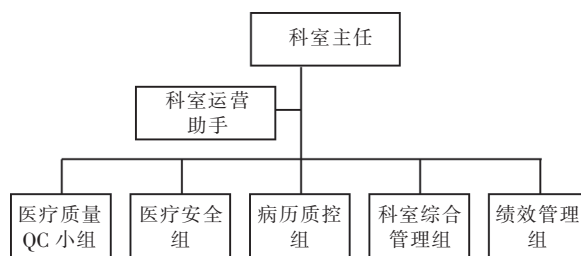 科室主任
科室运营
助手
医疗质量
QC 小组
医疗安全
组
病历质控
组
科室综合
管理组
绩效管理
组